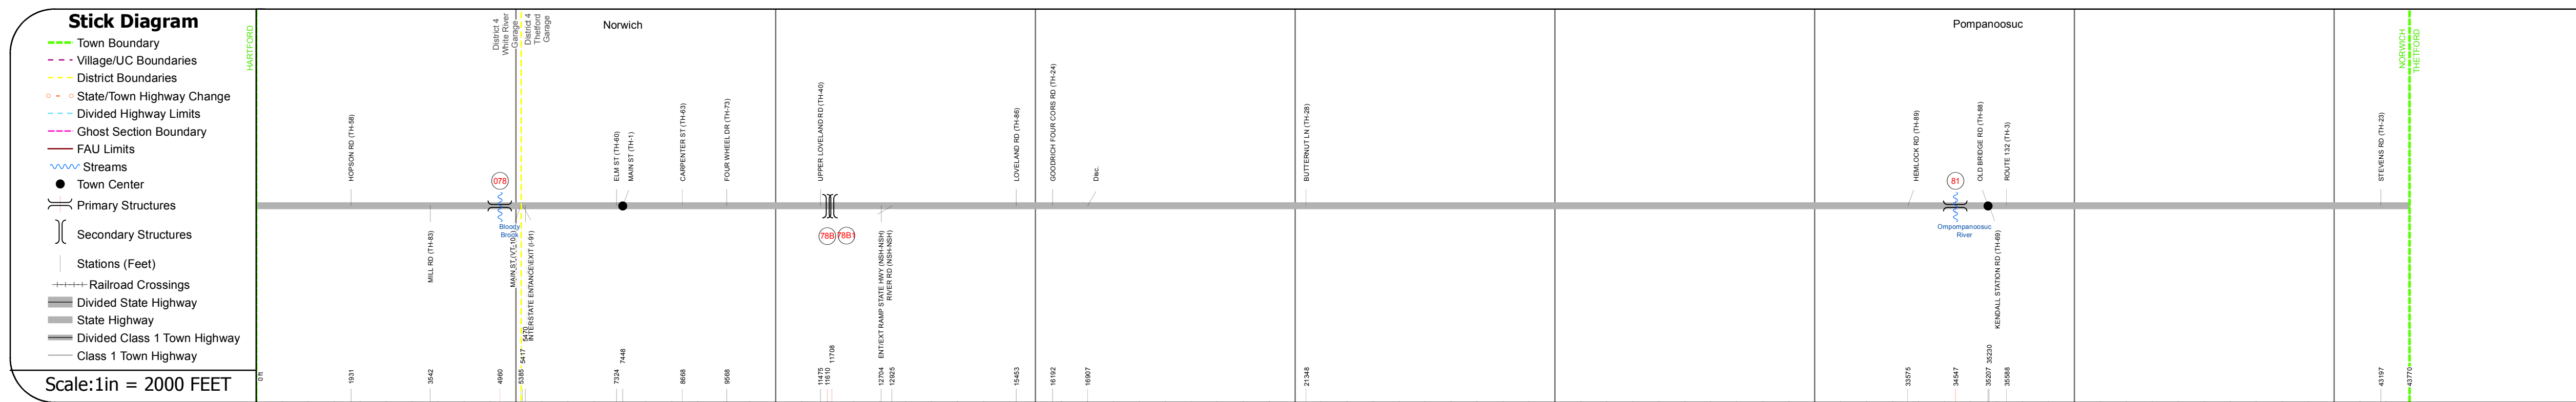 Stick Diagram
Town Boundary
Village/UC Boundaries
District Boundaries
State/Town Highway Change
Divided Highway Limits
Ghost Section Boundary
FAU Limits
Streams
Town Center
Primary Structures
Secondary Structures
Stations (Feet)
Railroad Crossings
Divided State Highway
State Highway
Divided Class 1 Town Highway
Class 1 Town Highway
Scale:1in = 2000 FEET
HARTFORD
District 4
White River
Garage
District 4
Thetford
Garage
Norwich
Pompanoosuc
NORWICH
THETFORD
HOPSON RD (TH-58)
ELM ST (TH-60)
MAIN ST (TH-1)
CARPENTER ST (TH-63)
FOUR WHEEL DR (TH-73)
UPPER LOVELAND RD (TH-40)
LOVELAND RD (TH-86)
GOODRICH FOUR CORS RD (TH-24)
Disc.
BUTTERNUT LN (TH-28)
HEMLOCK RD (TH-89)
OLD BRIDGE RD (TH-88)
ROUTE 132 (TH-3)
STEVENS RD (TH-23)
078
81
Bloody
Brook
78B
78B1
Ompompanoosuc
River
MILL RD (TH-83)
MAIN ST (VT-10
INTERSTATE ENTANCE\EXIT (I-91)
ENT/EXT RAMP STATE HWY (NSH-NSH)
RIVER RD (NSH-NSH)
KENDALL STATION RD (TH-69)
0 ft
1931
3542
4960
5385
5417
5470
7324
7448
8668
9568
11475
11610
11708
12704
12925
15453
16192
16907
21348
33575
34547
35207
35230
35588
43197
43770